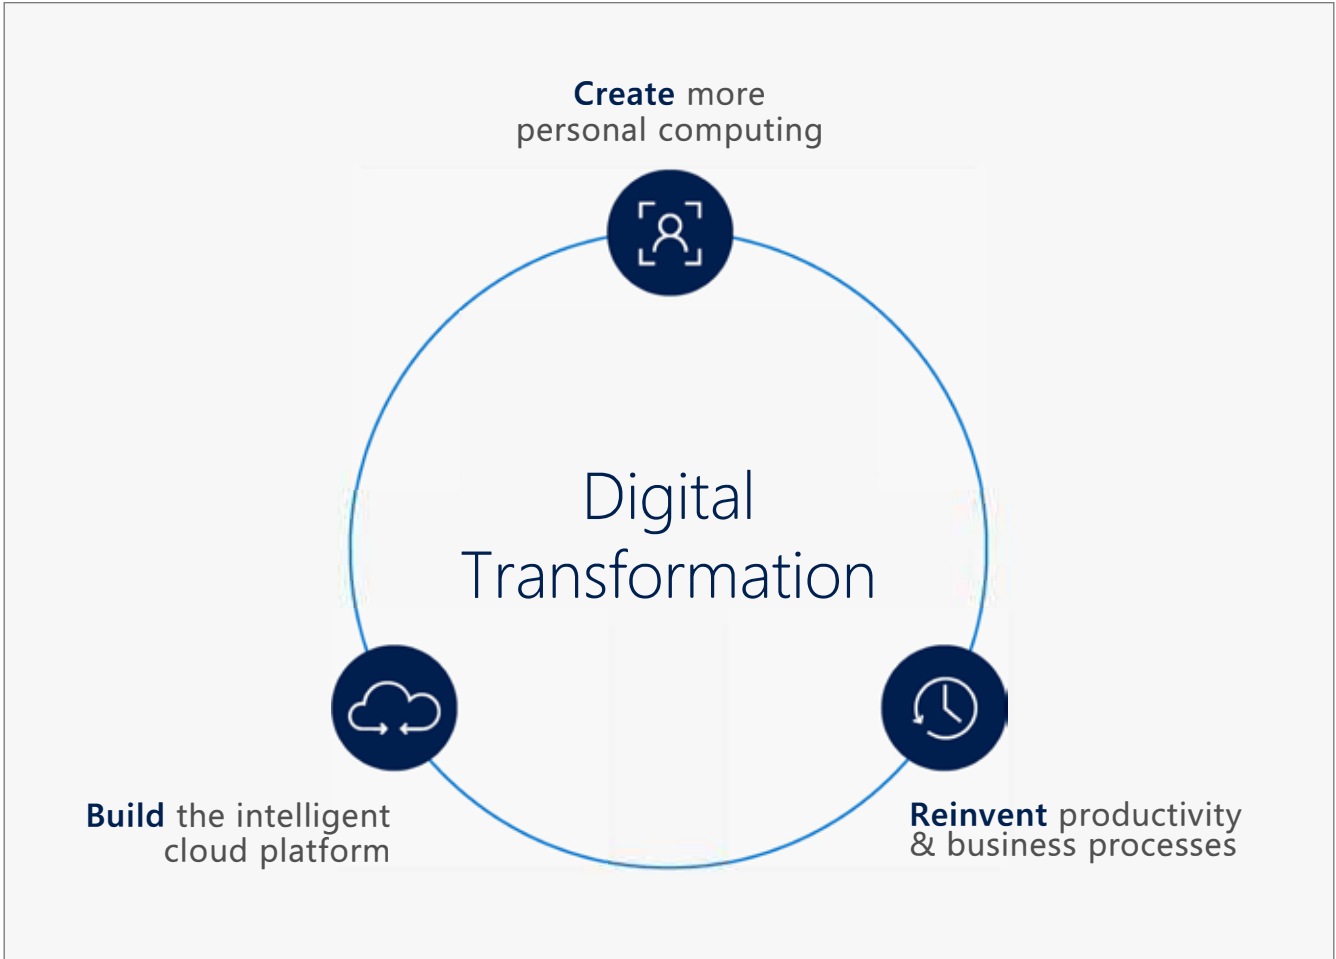 Create more
personal computing
Digital
Transformation
Build the intelligent
cloud platform
Reinvent productivity
& business processes